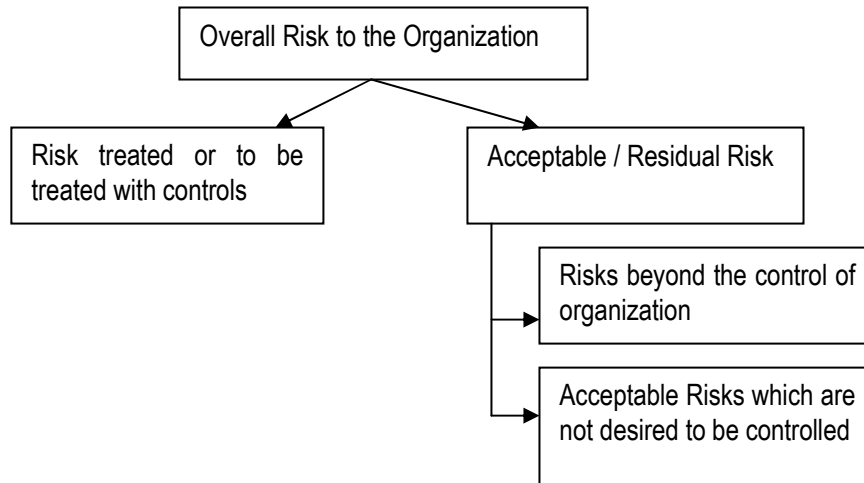 Overall Risk to the Organization
Risk treated or to be
treated with controls
Acceptable / Residual Risk
Risks beyond the control of
organization
Acceptable Risks which are
not desired to be controlled